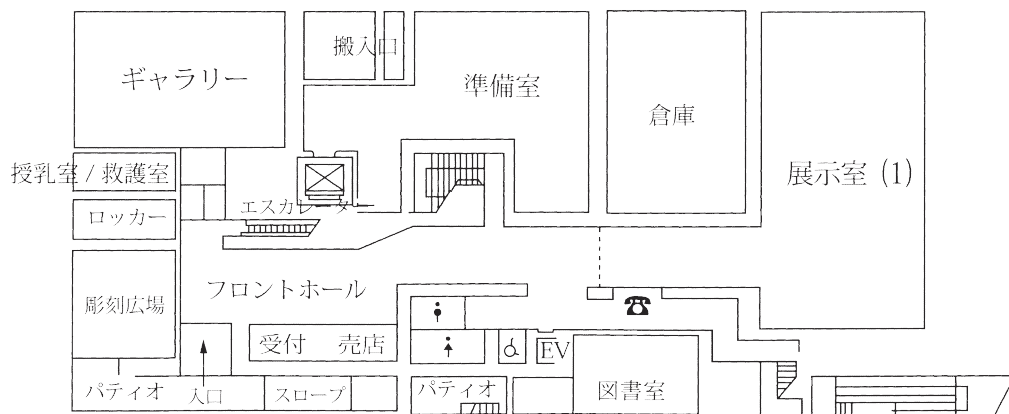 搬入口
ギャラリー
準備室
倉庫
授乳室 / 救護室
展示室 (1)
ロッカー
エスカレーター
フロントホール
彫刻広場
受付 売店
EV
パティオ
入口
スロープ
パティオ
図書室